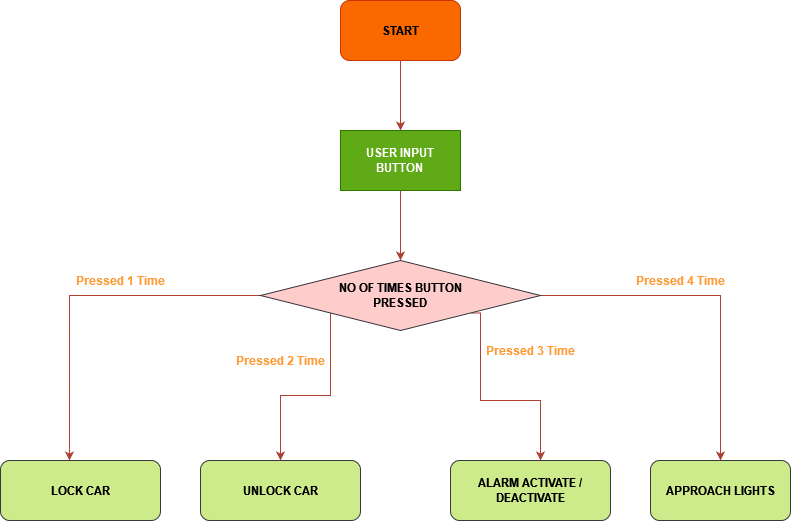 START
USER INPUT
BUTTON
NO OF TIMES BUTTON
PRESSED
Pressed 1 Time
Pressed 4 Time
Pressed 2 Time
Pressed 3 Time
LOCK CAR
UNLOCK CAR
ALARM ACTIVATE /
DEACTIVATE
APPROACH LIGHTS